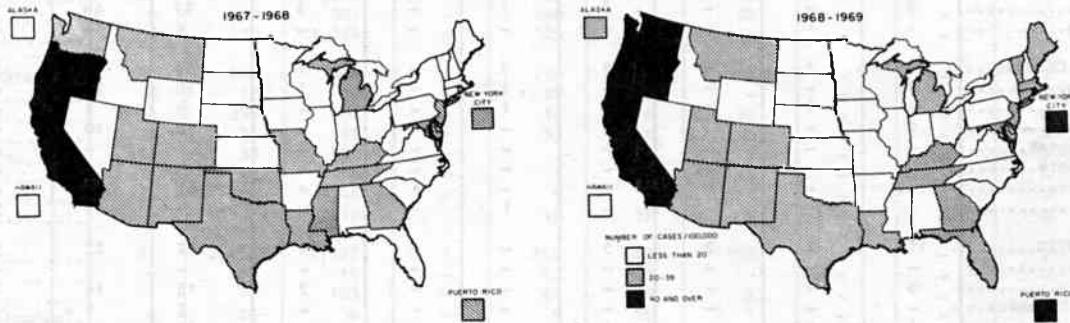 ALASKA
1967-1968
NEW YORK
CITY
HAWAII
PUERTO RICO
ALASKA
1968-1969
NEW YORK
CITY
HAWAII
NUMBER OF CASES/100,000
LESS THAN 20
20-39
40 AND OVER
PUERTO RICO